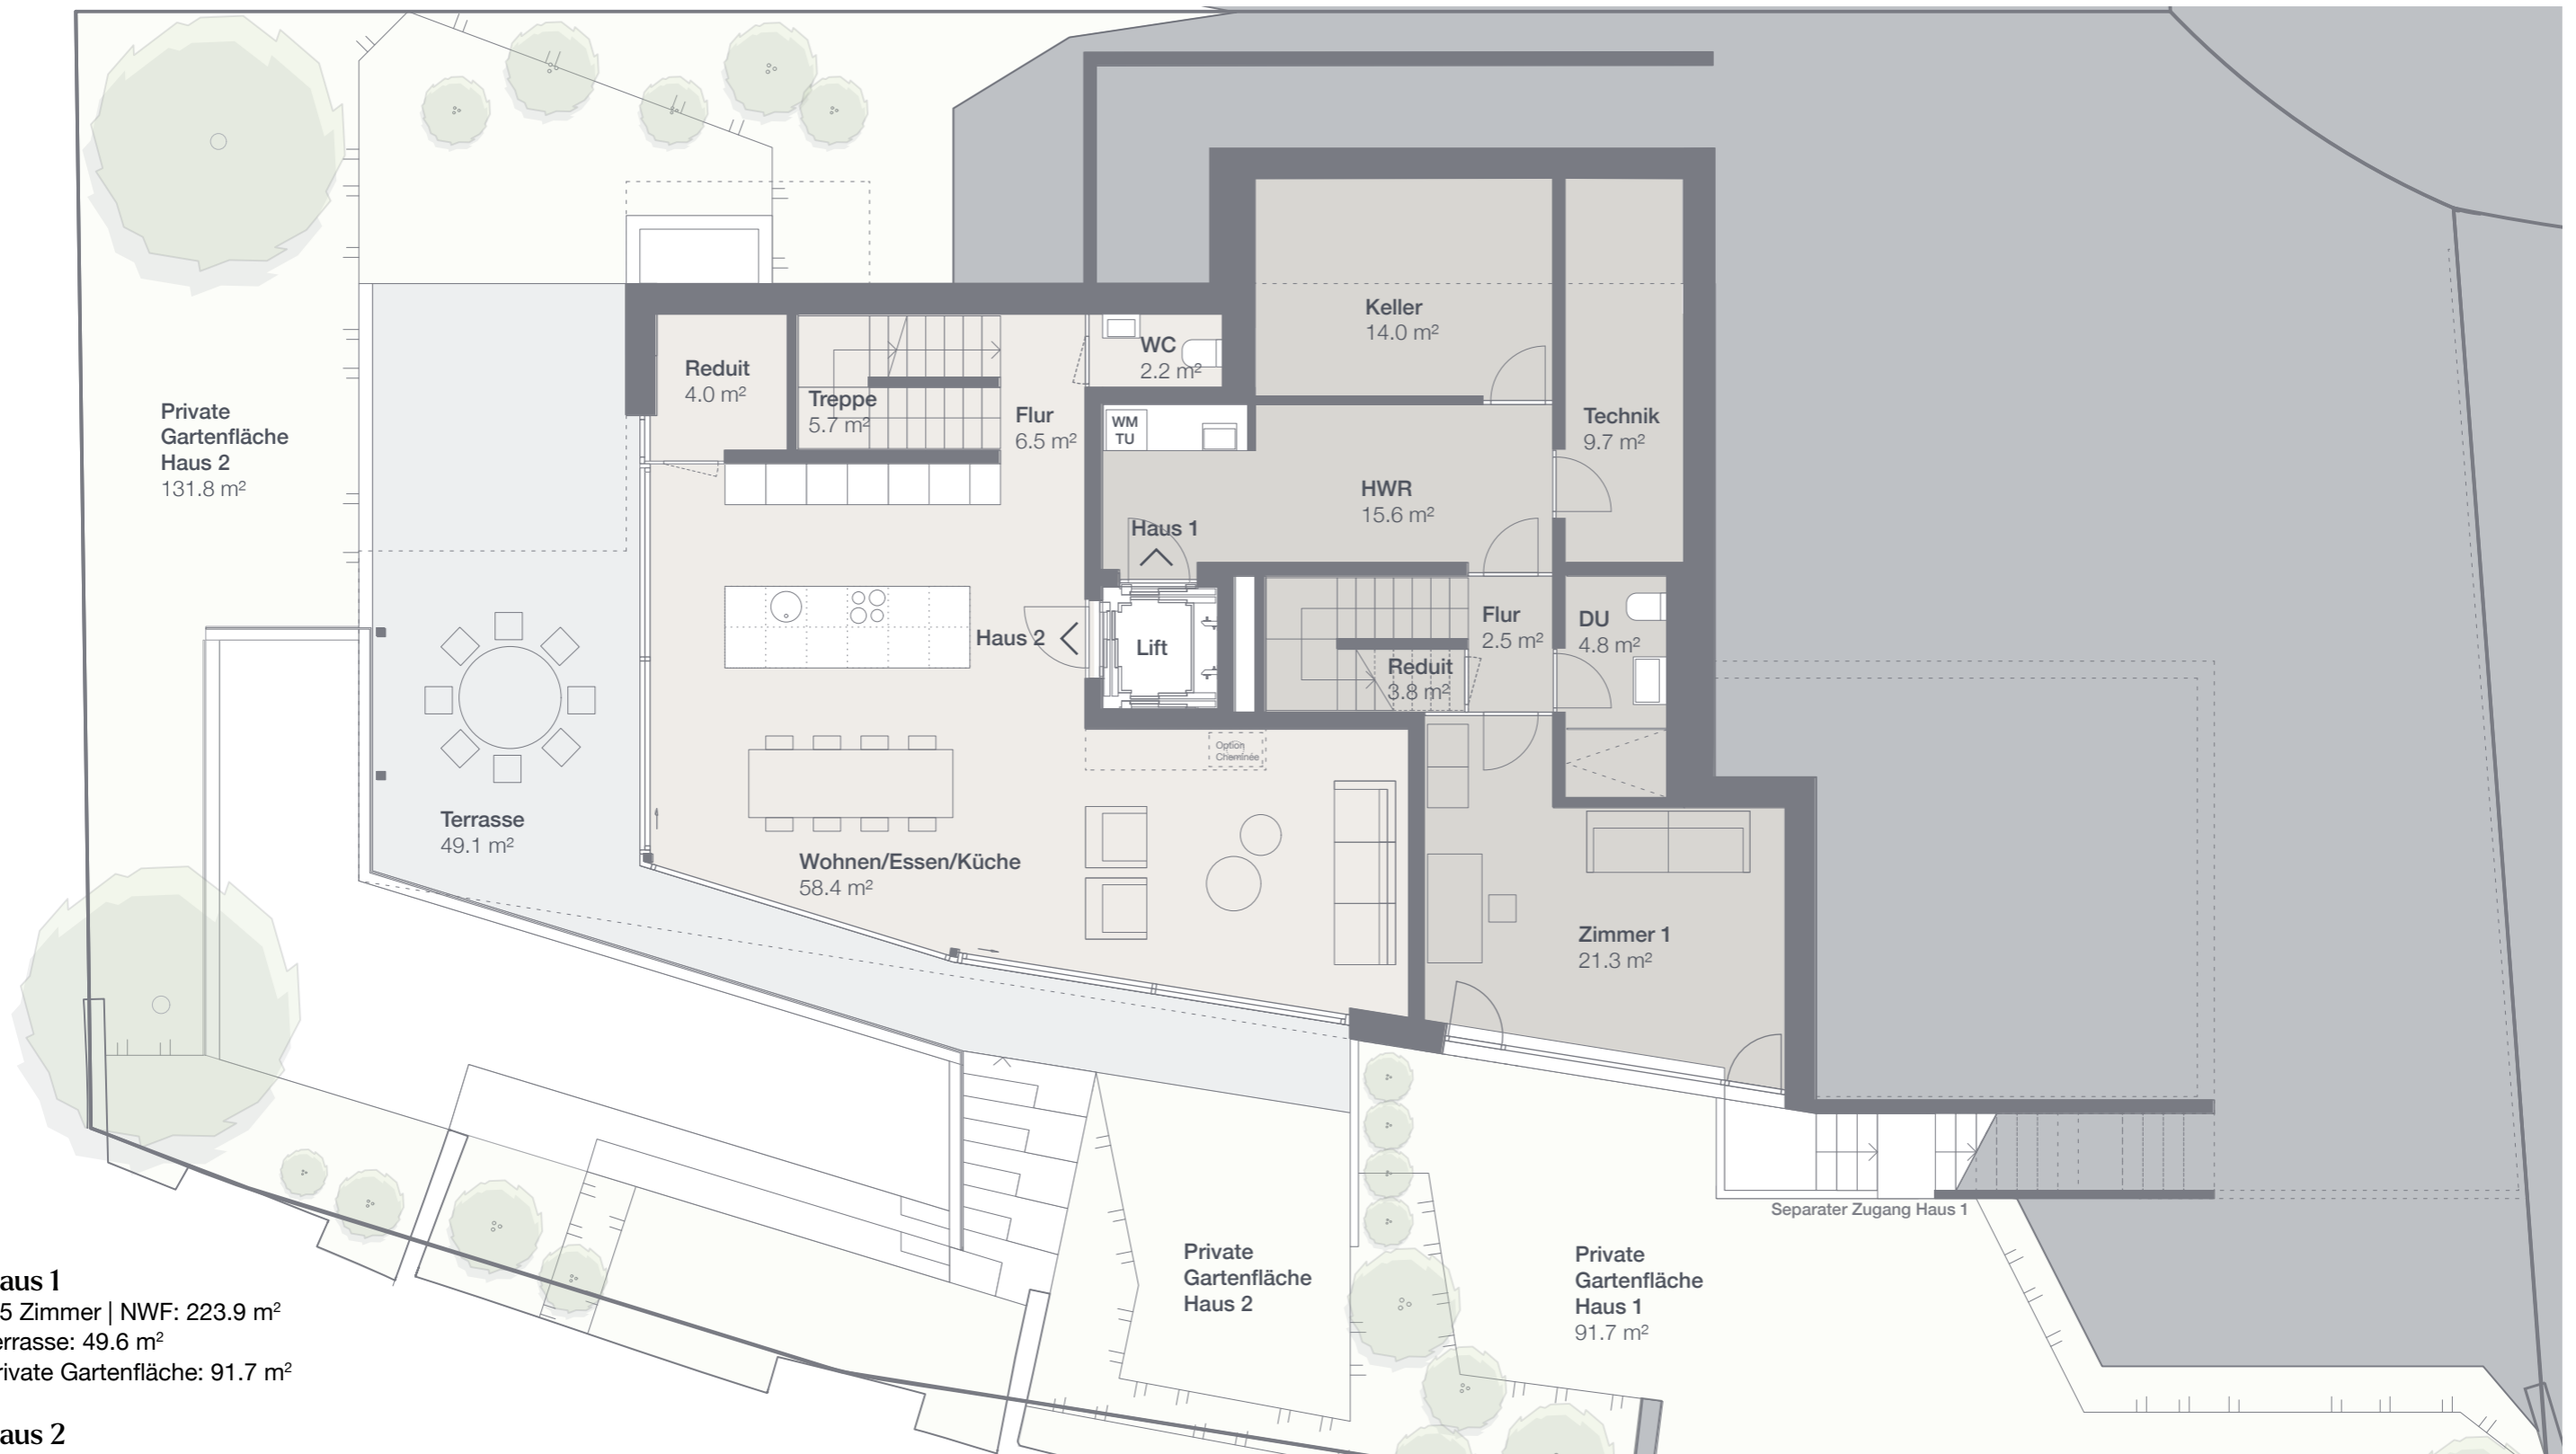 Keller
14.0 m²
WC
2.2 m²
Reduit
4.0 m²
Treppe
5.7 m²
Flur
6.5 m²
WM
TU
Technik
9.7 m²
Private
Gartenfläche
Haus 2
131.8 m²
HWR
15.6 m²
Haus 1
Haus 2
Lift
Flur
2.5 m²
DU
4.8 m²
Reduit
3.8 m²
Option
Cheminée
Terrasse
49.1 m²
Wohnen/Essen/Küche
58.4 m²
Zimmer 1
21.3 m²
Separater Zugang Haus 1
Private
Gartenfläche
Haus 2
Private
Gartenfläche
Haus 1
91.7 m²
aus 1
5 Zimmer | NWF: 223.9 m²
errasse: 49.6 m²
rivate Gartenfläche: 91.7 m²
aus 2